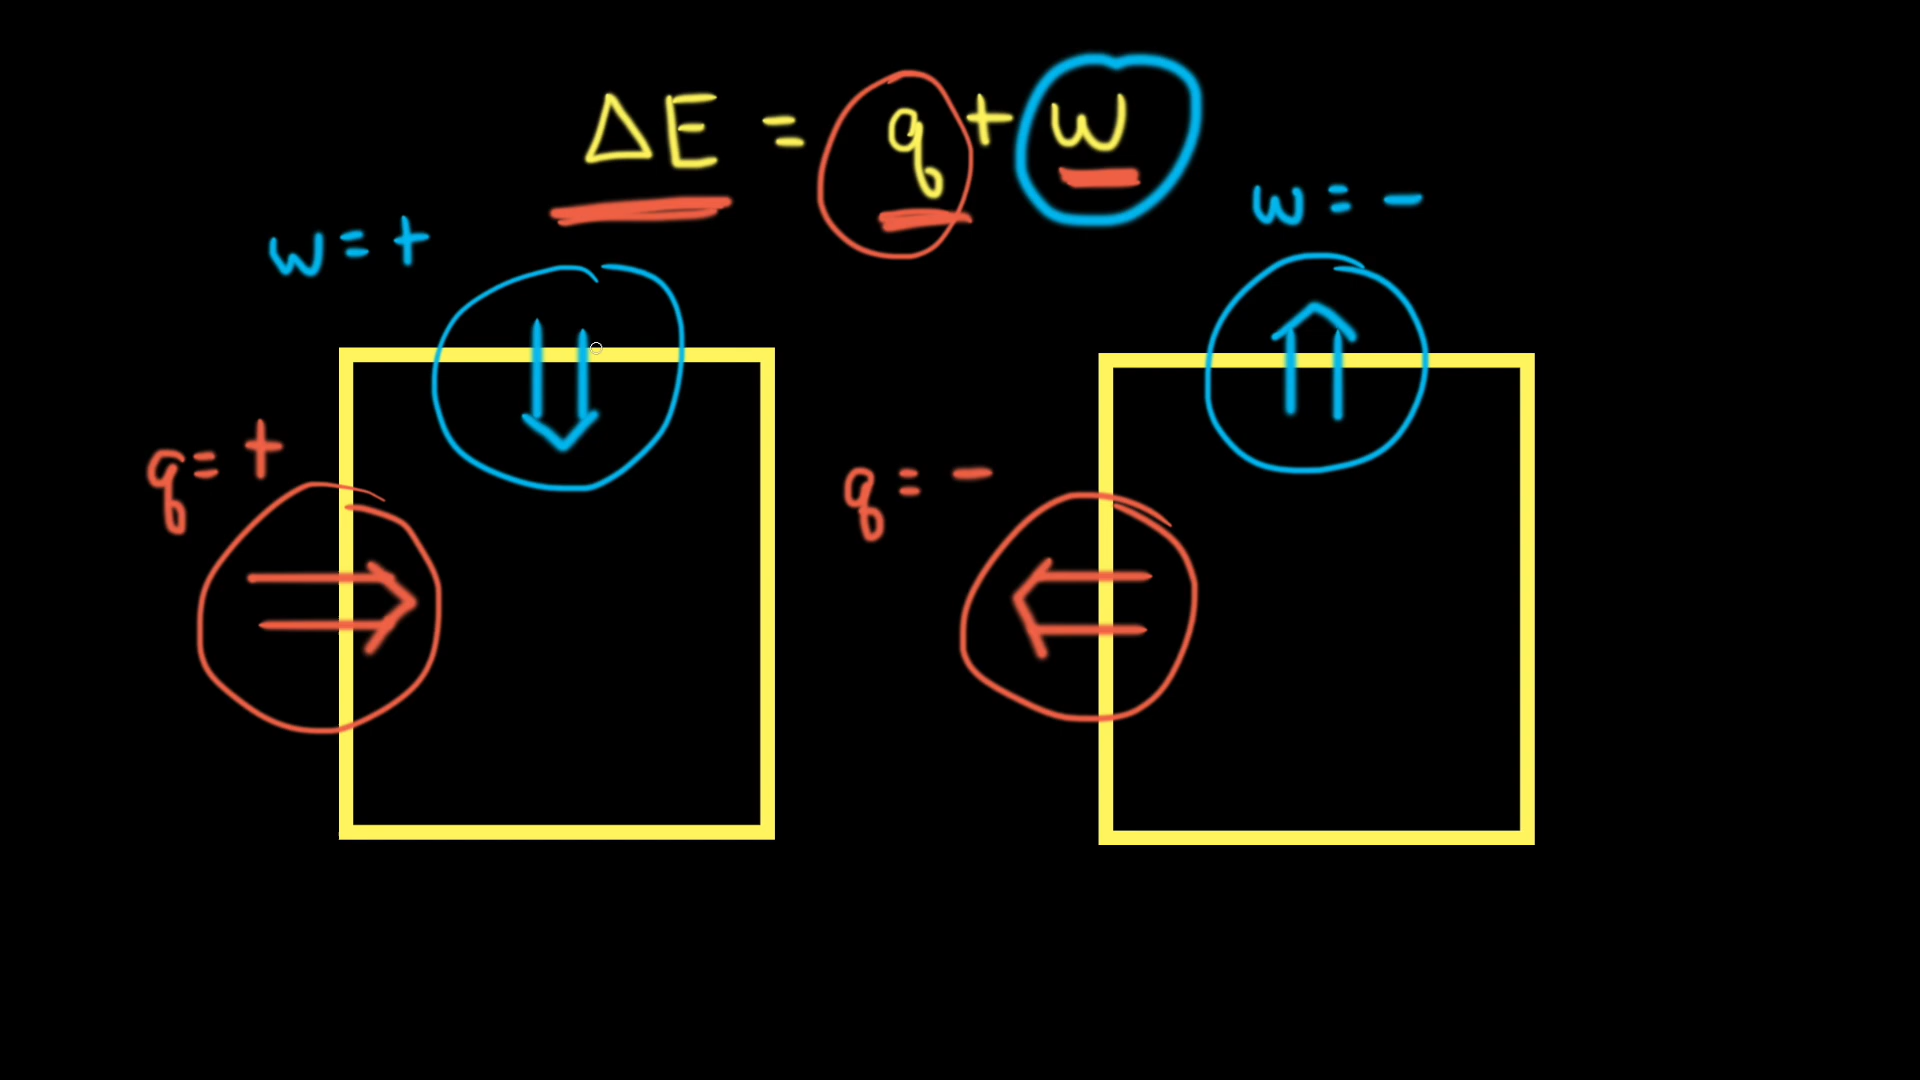 ΔE = q + w
w = +
w = -
q = +
q = -